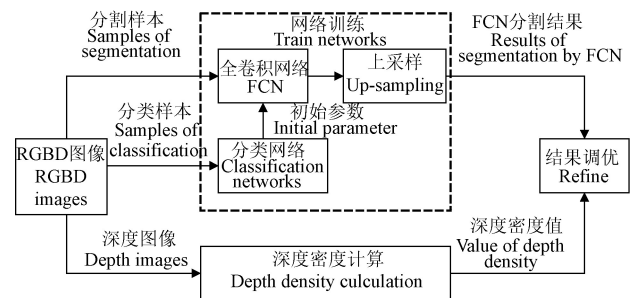 分割样本
Samples of
segmentation
网络训练
Train networks
FCN分割结果
Results of
segmentation by FCN
全卷积网络
FCN
上采样
Up-sampling
分类样本
Samples of
classification
初始参数
Initial parameter
RGBD图像
RGBD
images
分类网络
Classification
networks
结果调优
Refine
深度图像
Depth images
深度密度计算
Depth density culculation
深度密度值
Value of depth
density